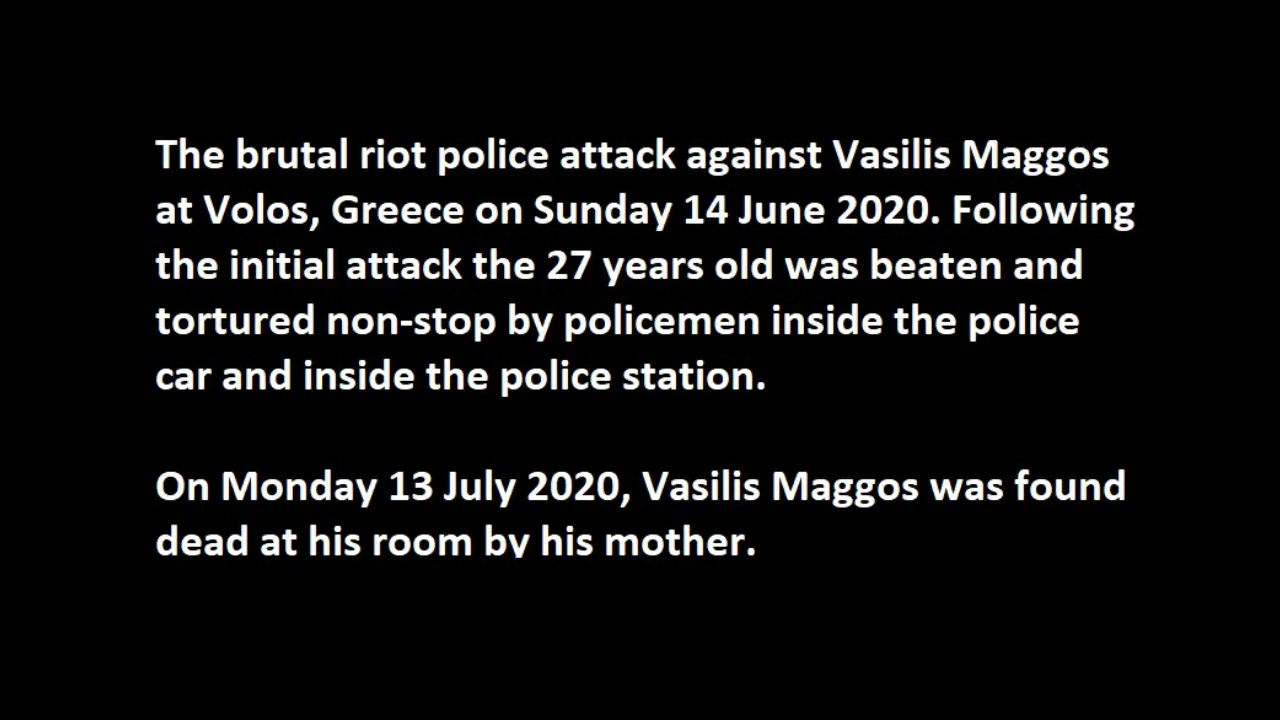 The brutal riot police attack against Vasilis Maggos
at Volos, Greece on Sunday 14 June 2020. Following
the initial attack the 27 years old was beaten and
tortured non-stop by policemen inside the police
car and inside the police station.
On Monday 13 July 2020, Vasilis Maggos was found
dead at his room by his mother.